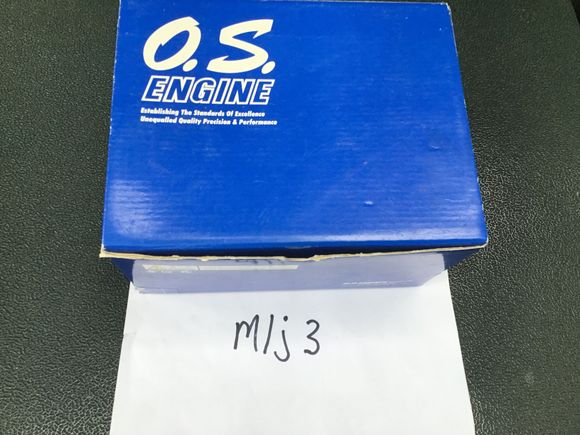 O.S.
ENGINE
Establishing The Standards Of Excellence
Unequalled Quality Precision & Performance
m/j 3